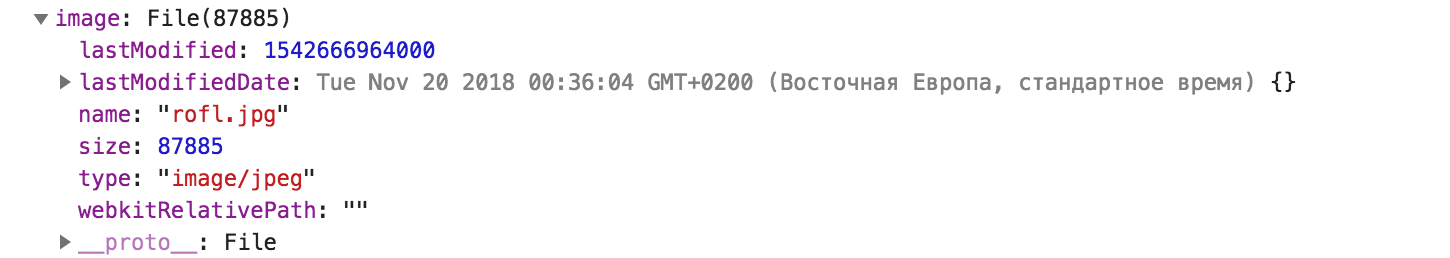 image: File(87885)
lastModified: 1542666964000
lastModifiedDate: Tue Nov 20 2018 00:36:04 GMT+0200 (Восточная Европа, стандартное время) {}
name: "rofl.jpg"
size: 87885
type: "image/jpeg"
webkitRelativePath: ""
__proto__: File